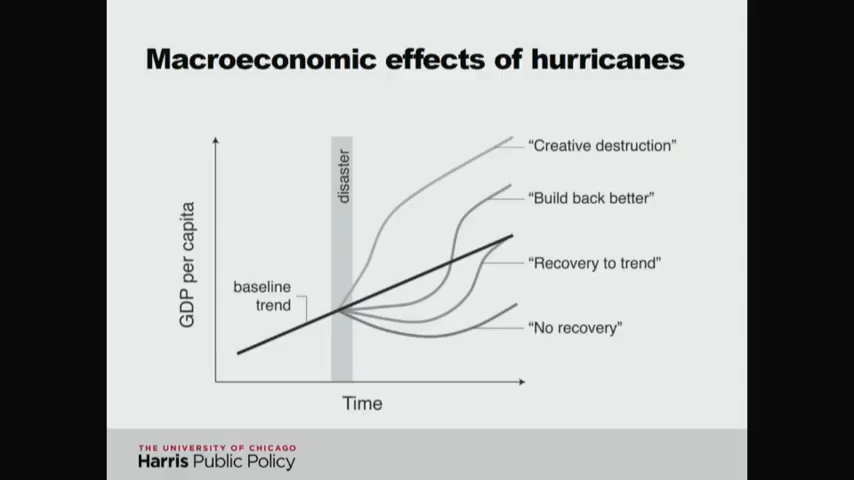 Macroeconomic effects of hurricanes
disaster
"Creative destruction"
"Build back better"
"Recovery to trend"
"No recovery"
baseline
trend
GDP per capita
Time
THE UNIVERSITY OF CHICAGO
Harris Public Policy